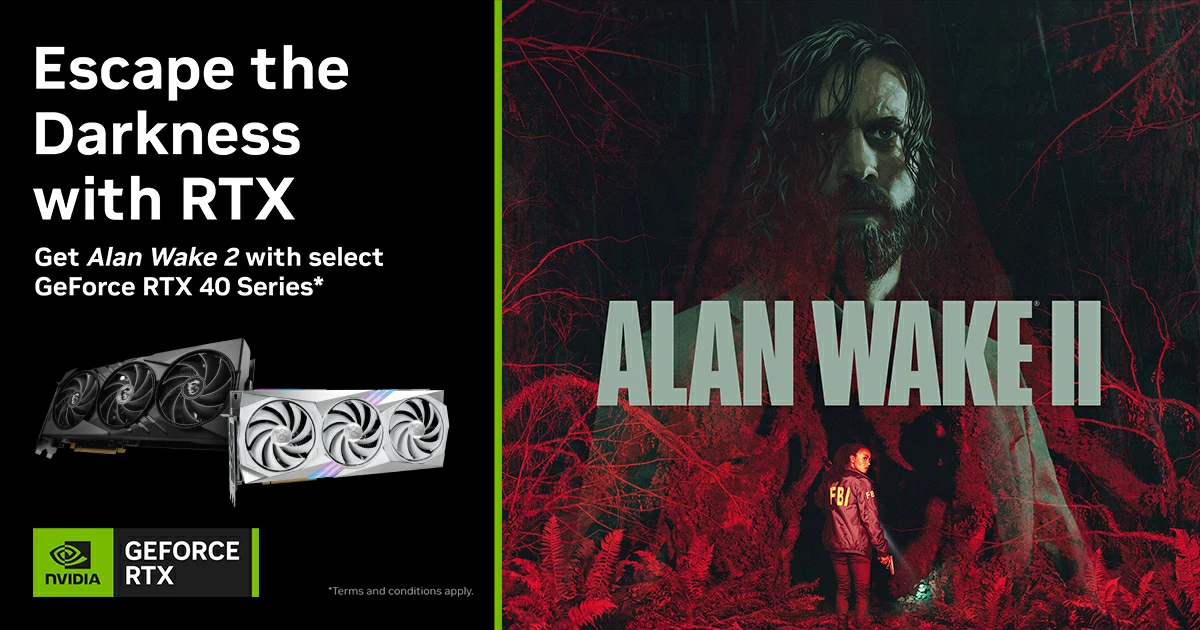 Escape the
Darkness
with RTX
Get Alan Wake 2 with select
GeForce RTX 40 Series*
NVIDIA
GEFORCE
RTX
*Terms and conditions apply.
ALAN WAKE II
®
FBI
FB